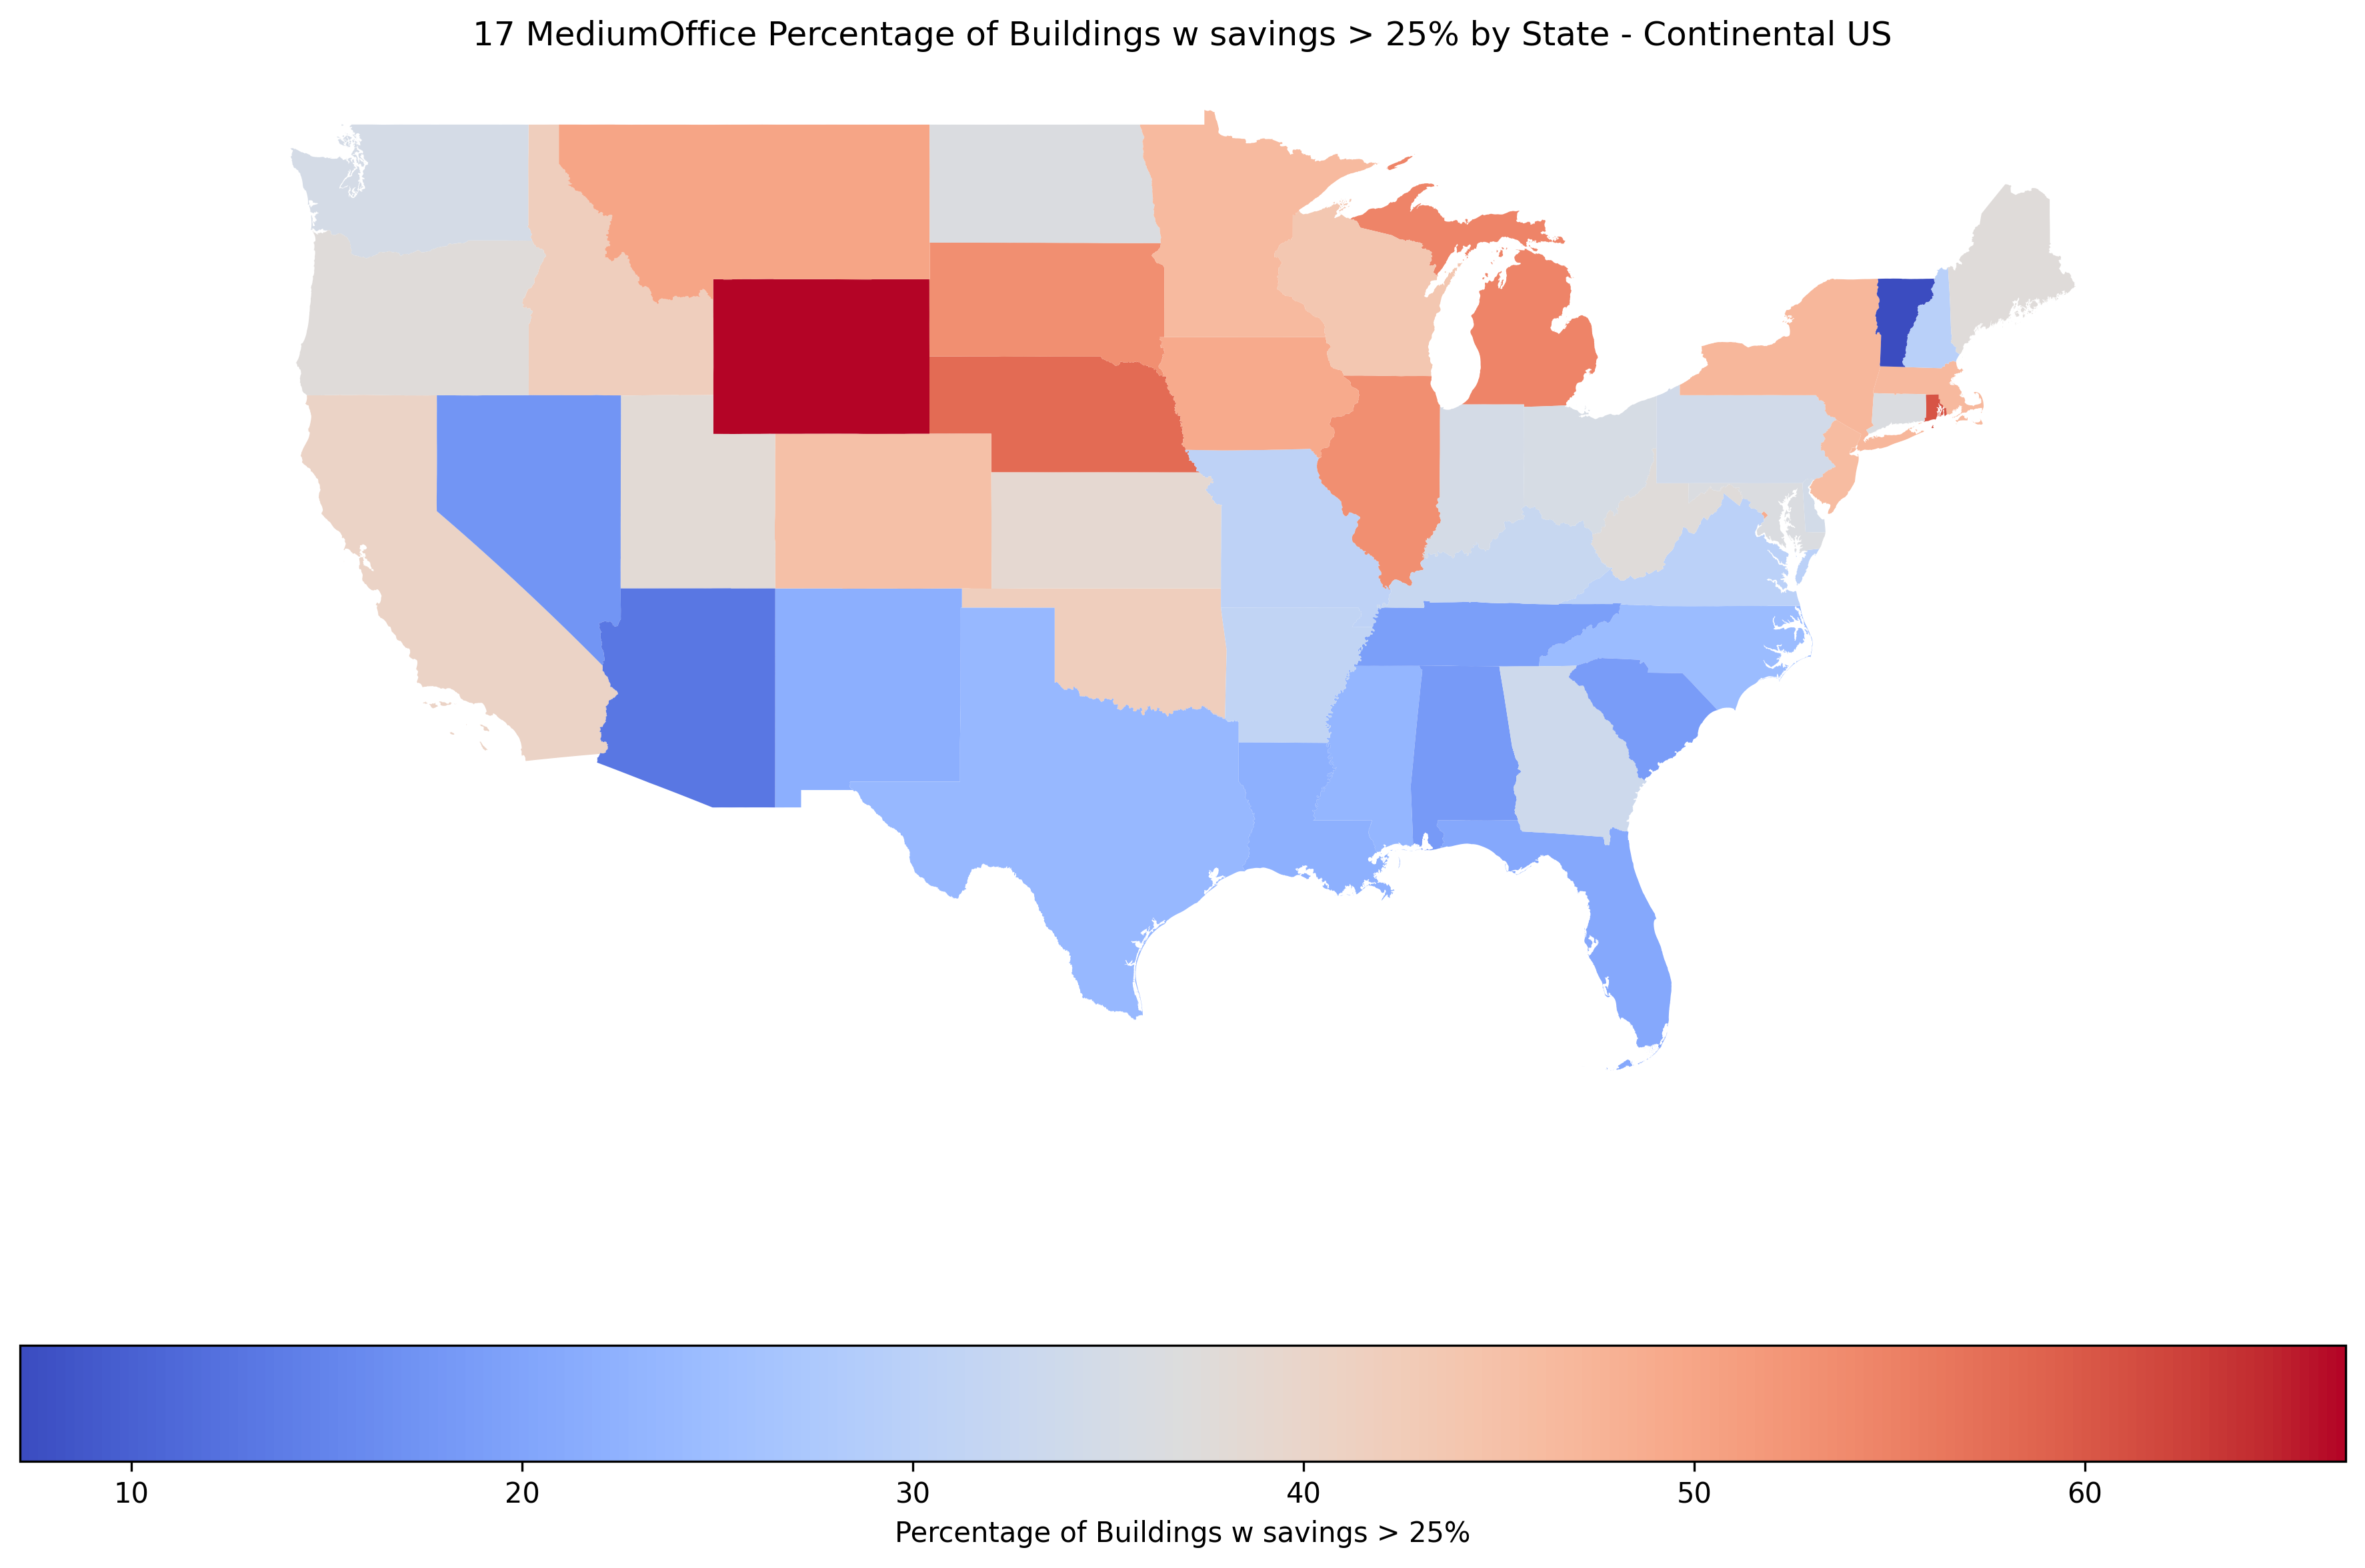 17 MediumOffice Percentage of Buildings w savings > 25% by State - Continental US
10 20 30 40 50 60
Percentage of Buildings w savings > 25%